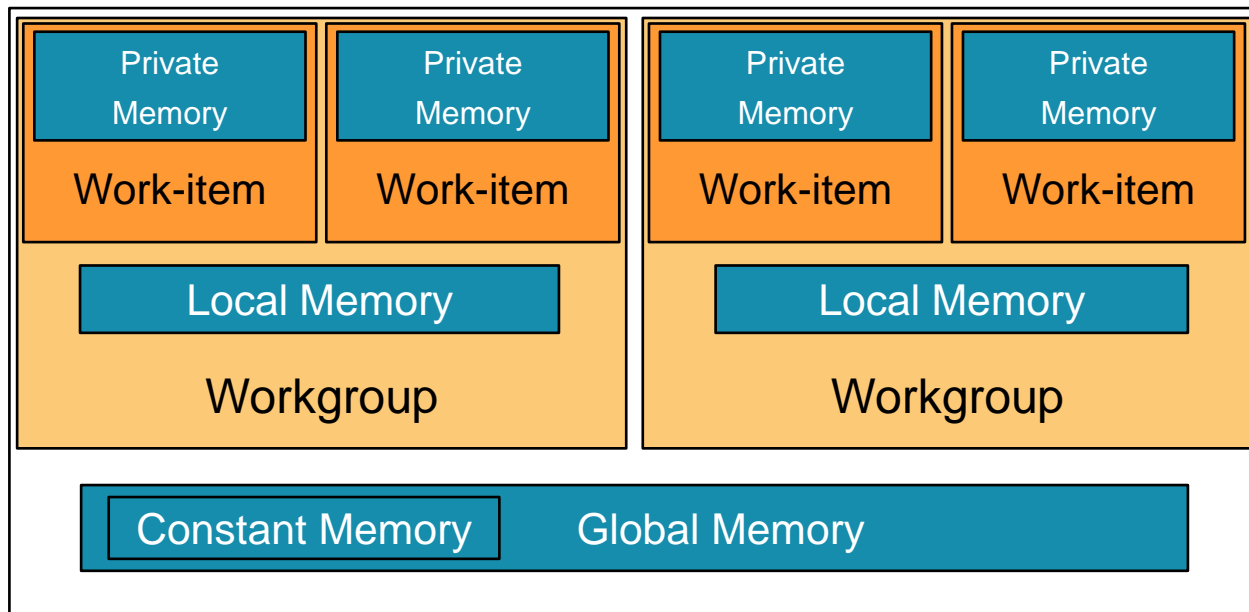 Private
Memory
Work-item
Private
Memory
Work-item
Local Memory
Workgroup
Private
Memory
Work-item
Private
Memory
Work-item
Local Memory
Workgroup
Constant Memory
Global Memory